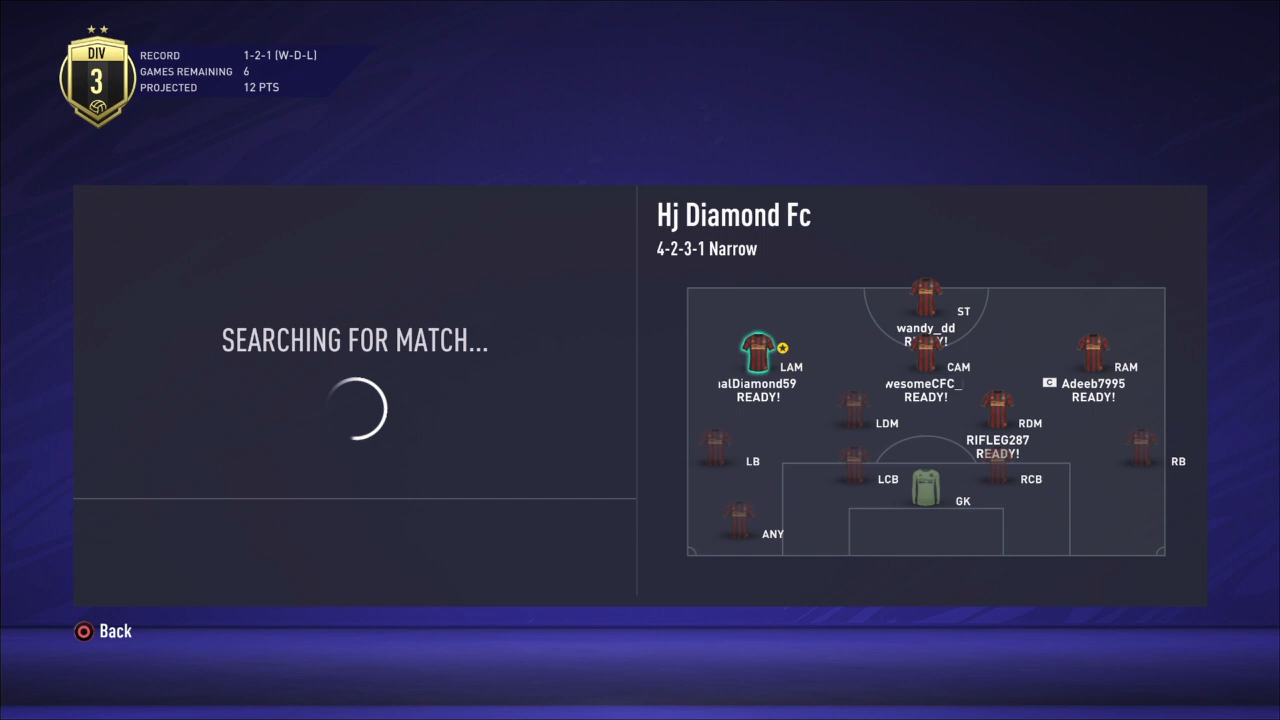 DIV
3
RECORD 1-2-1 (W-D-L)
GAMES REMAINING 6
PROJECTED 12 PTS
SEARCHING FOR MATCH...
Hj Diamond Fc
4-2-3-1 Narrow
ST
wandy_dd
READY!
LAM
alDiamond59
READY!
CAM
wesomeCFC_
READY!
RAM
C Adeeb7995
READY!
LDM
RDM
RIFLEG287
READY!
LB
RB
LCB
RCB
GK
ANY
Back